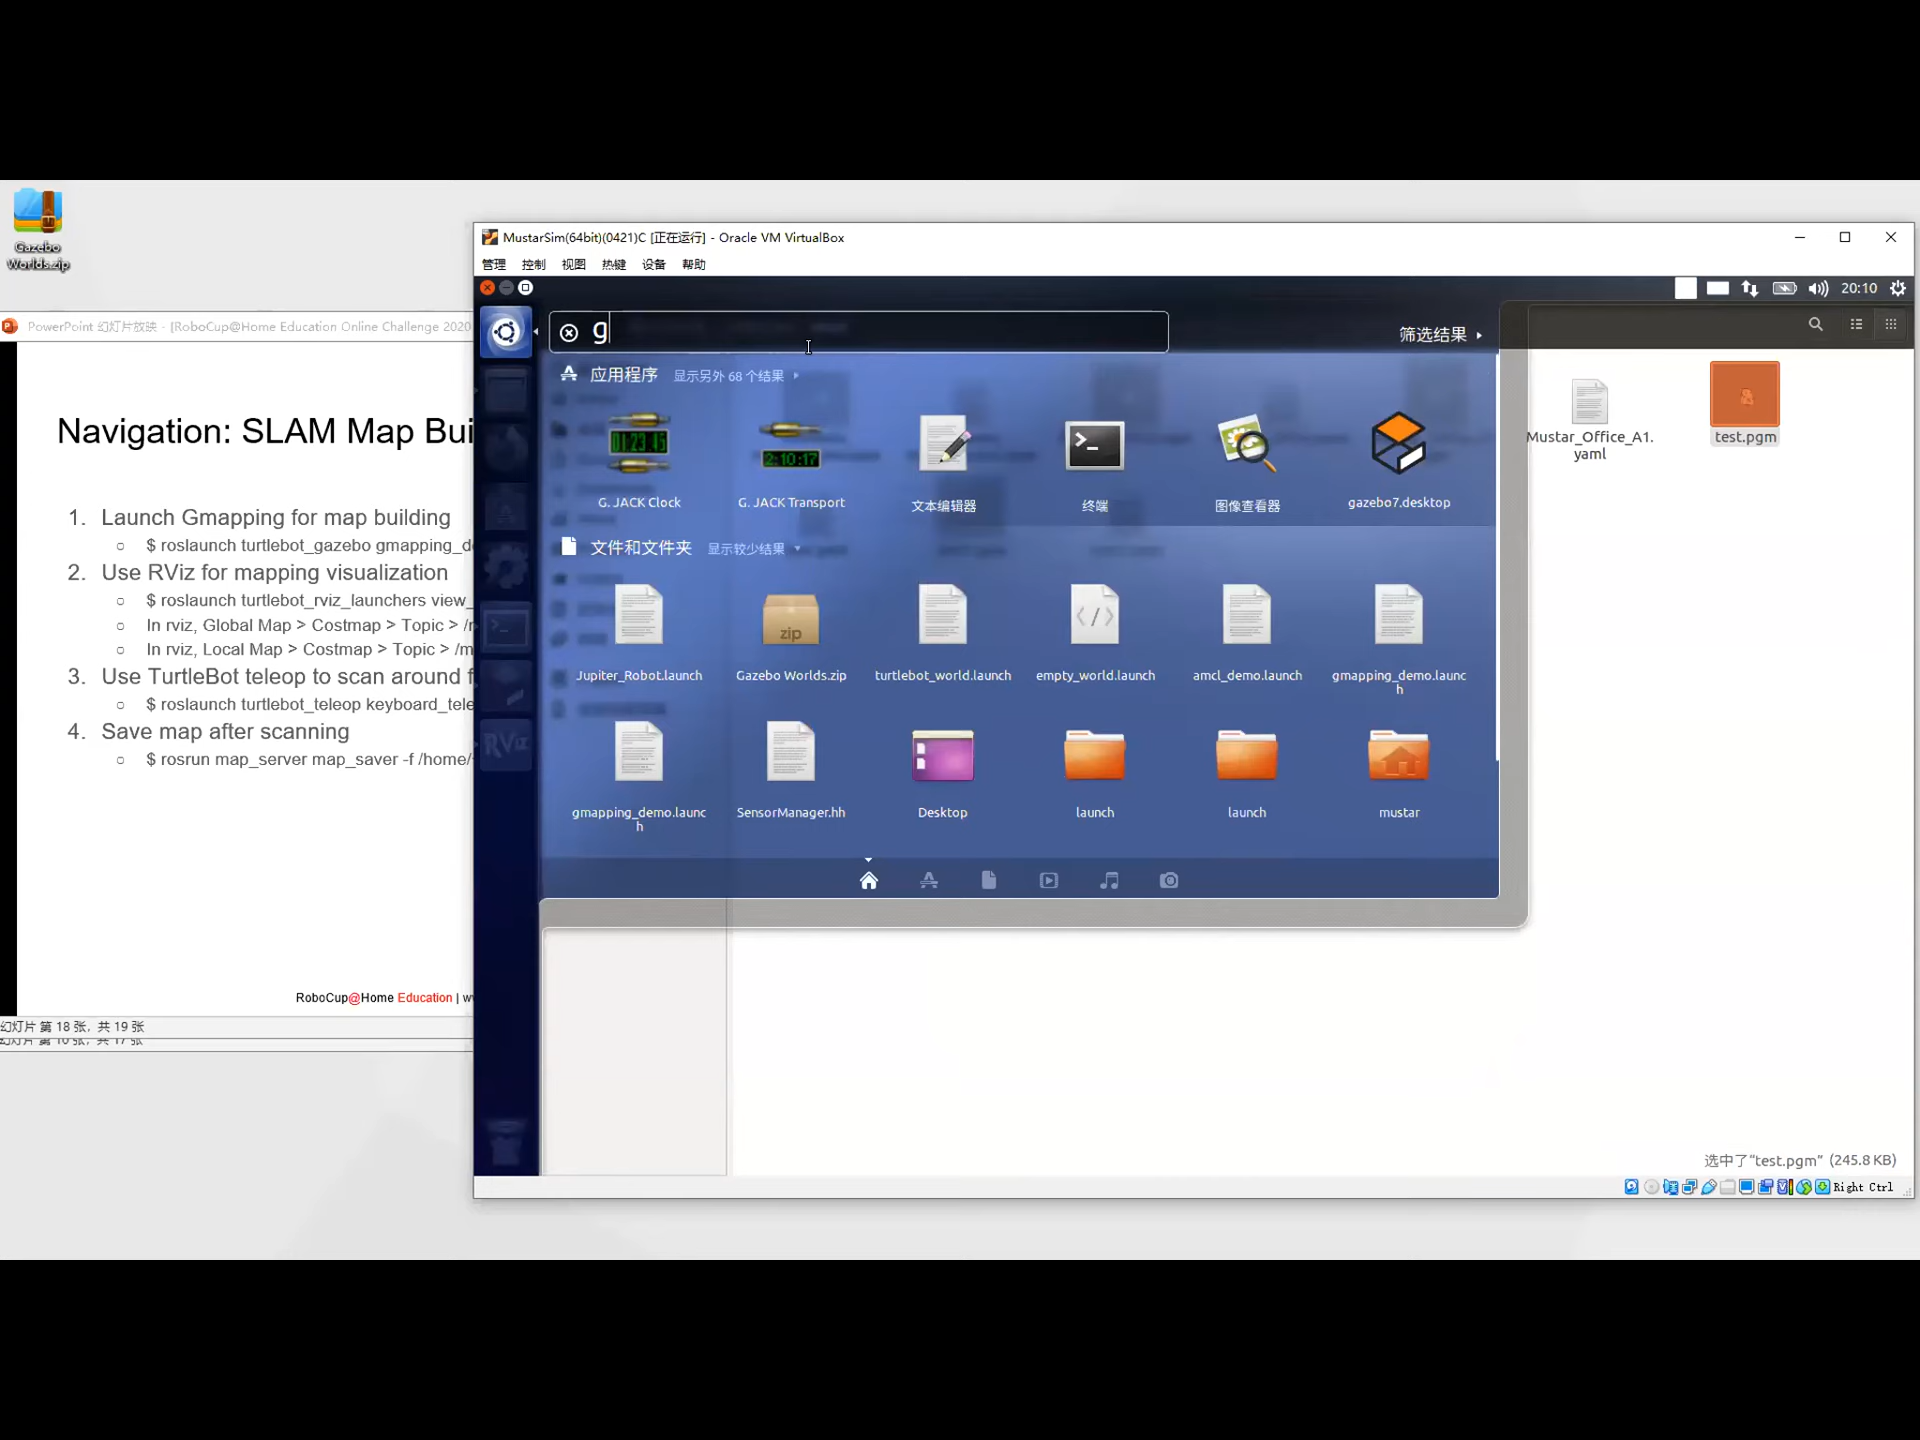 Gazebo
Worlds.zip
PowerPoint 幻灯片放映 - [RoboCup@Home Education Online Challenge 2020
Navigation: SLAM Map Bui
1. Launch Gmapping for map building
○ $ roslaunch turtlebot_gazebo gmapping_d
2. Use RViz for mapping visualization
○ $ roslaunch turtlebot_rviz_launchers view_
○ In rviz, Global Map > Costmap > Topic > /
○ In rviz, Local Map > Costmap > Topic > /m
3. Use TurtleBot teleop to scan around f
○ $ roslaunch turtlebot_teleop keyboard_tele
4. Save map after scanning
○ $ rosrun map_server map_saver -f /home/
RoboCup@Home Education | w
幻灯片 第 18 张，共 19 张
MustarSim(64bit)(0421)C [正在运行] - Oracle VM VirtualBox
管理 控制 视图 热键 设备 帮助
20:10
g
筛选结果
应用程序 显示另外 68 个结果
01:23:45
2:10:17
G. JACK Clock G. JACK Transport 文本编辑器 终端 图像查看器 gazebo7.desktop
文件和文件夹 显示较少结果
zip
Jupiter_Robot.launch Gazebo Worlds.zip turtlebot_world.launch empty_world.launch amcl_demo.launch gmapping_demo.launc
h
gmapping_demo.launc SensorManager.hh Desktop launch launch mustar
h
RViz
Mustar_Office_A1.
yaml
test.pgm
选中了“test.pgm” (245.8 KB)
Right Ctrl